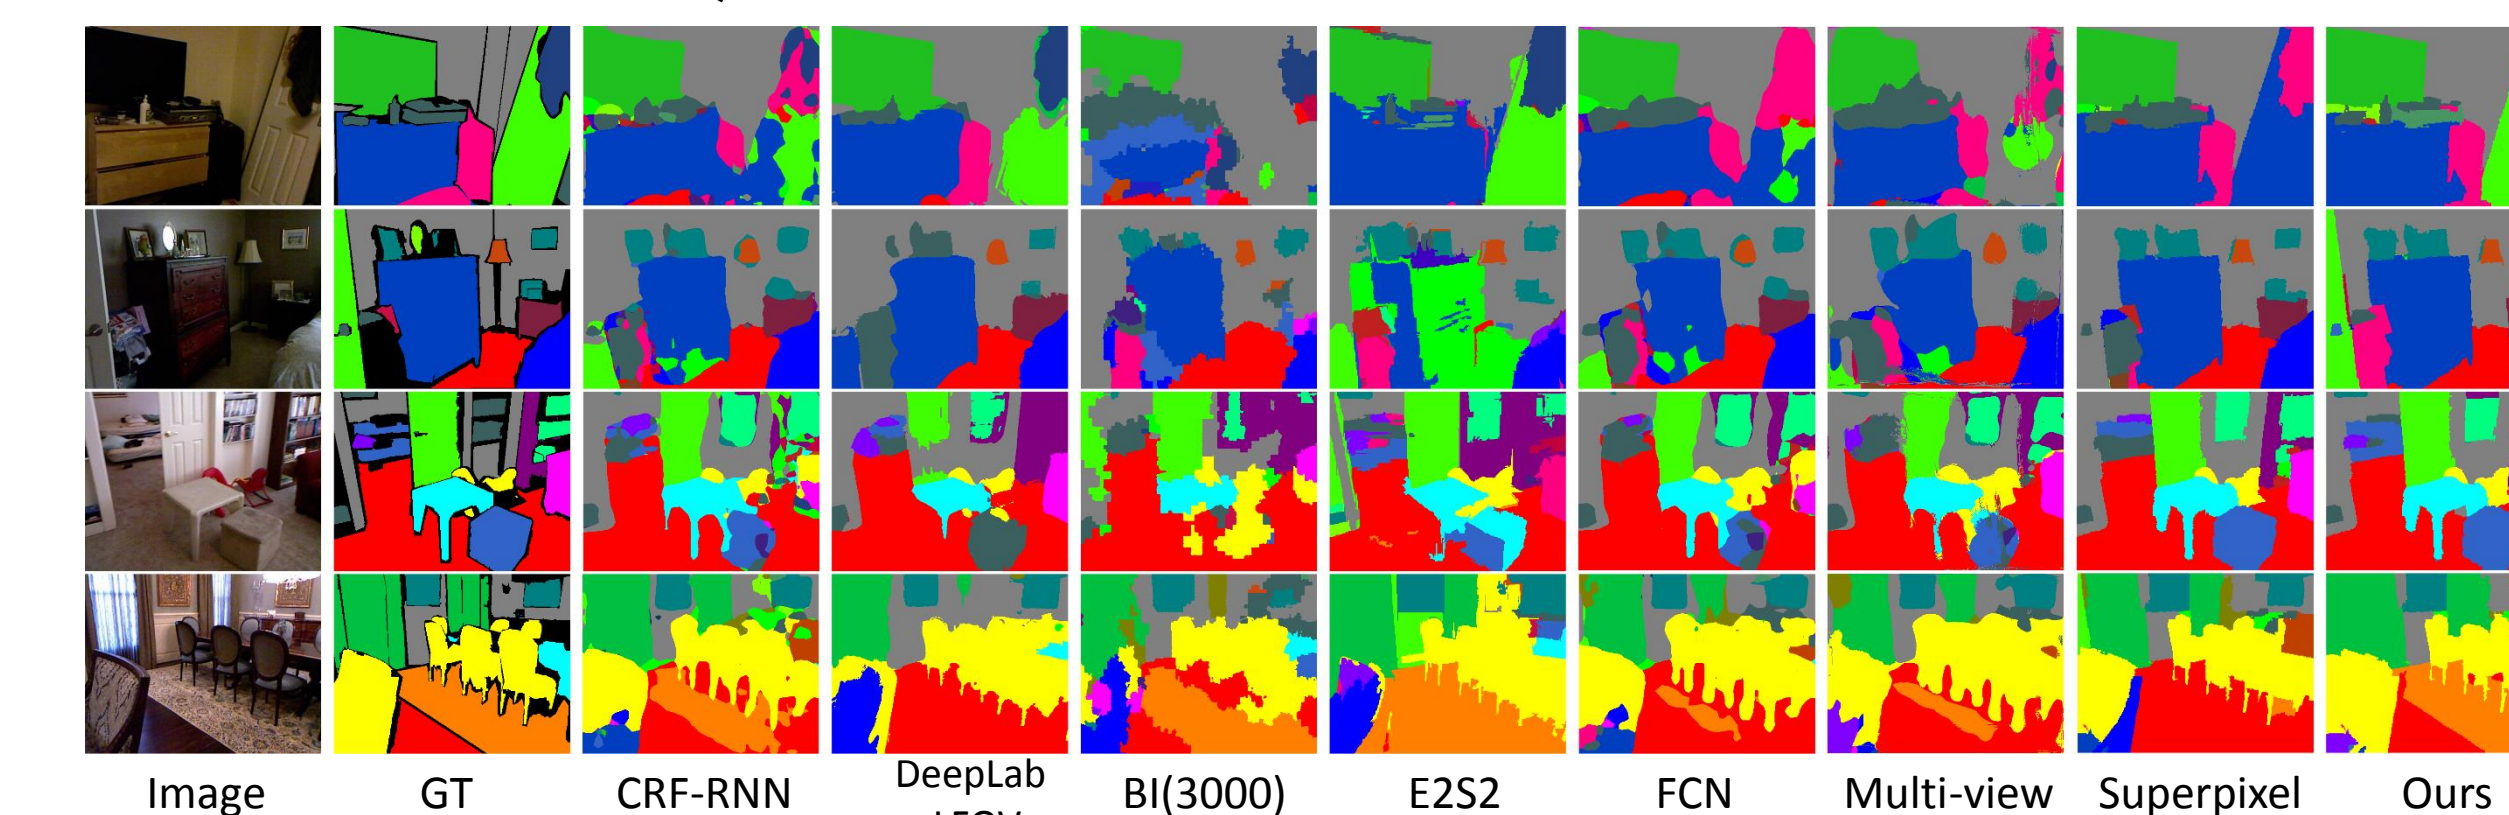 Image
GT
CRF-RNN
DeepLab
BI(3000)
E2S2
FCN
Multi-view
Superpixel
Ours